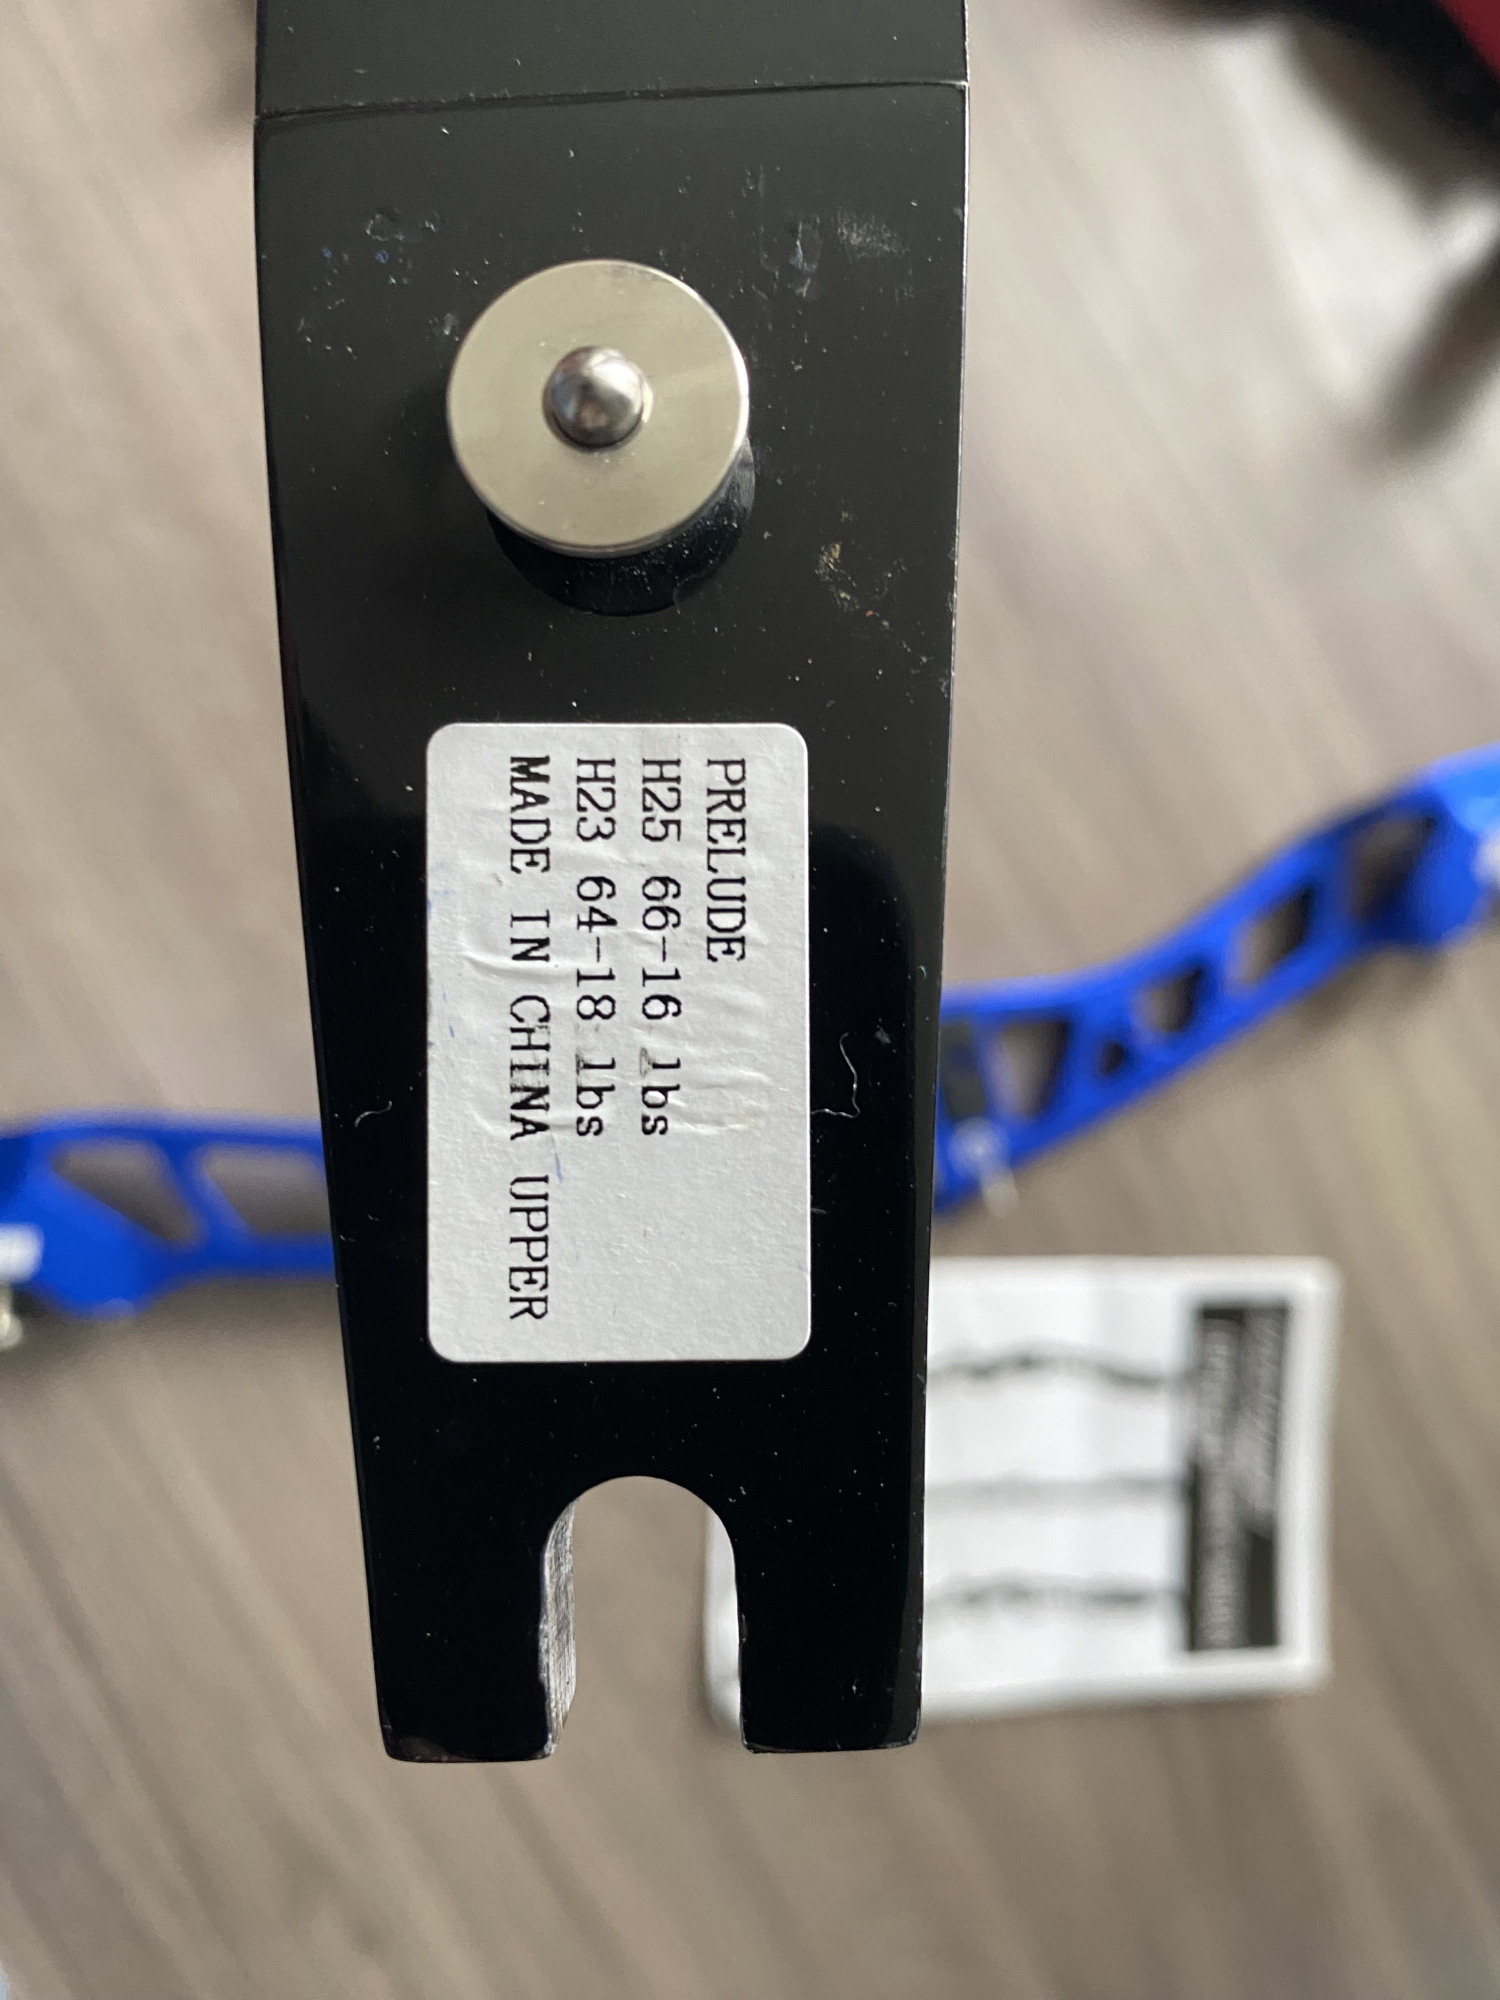 PRELUDE
H25 66-16 lbs
H23 64-18 lbs
MADE IN CHINA UPPER